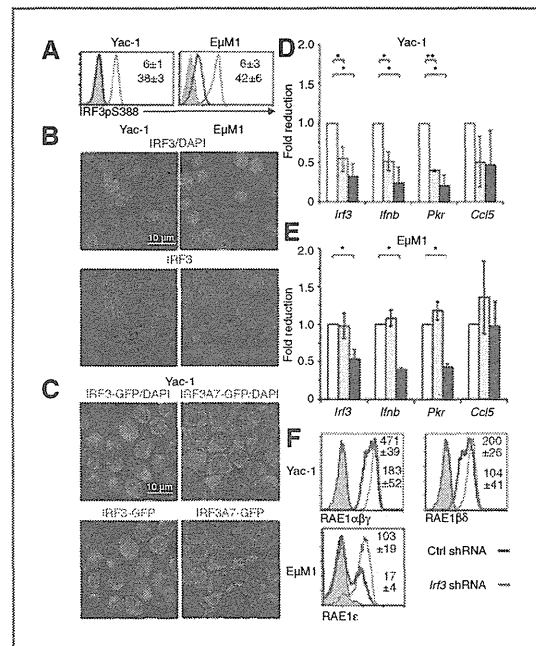 A
6±1
38±3
6±3
42±6
IRF3pS388
B
Yac-1
EμM1
IRF3/DAPI
10 μm
IRF3
C
Yac-1
IRF3-GFP/DAPI
IRF3A7-GFP/DAPI
10 μm
IRF3-GFP
IRF3A7-GFP
D
Yac-1
Fold reduction
2.0
1.5
1.0
0.5
0
*
*
*
*
**
*
Irf3
Ifnb
Pkr
Ccl5
E
EμM1
Fold reduction
2.0
1.5
1.0
0.5
0
*
*
*
Irf3
Ifnb
Pkr
Ccl5
F
Yac-1
471
±39
183
±52
RAE1αβγ
200
±26
104
±41
RAE1βδ
EμM1
103
±19
17
±4
RAE1ε
Ctrl shRNA
Irf3 shRNA